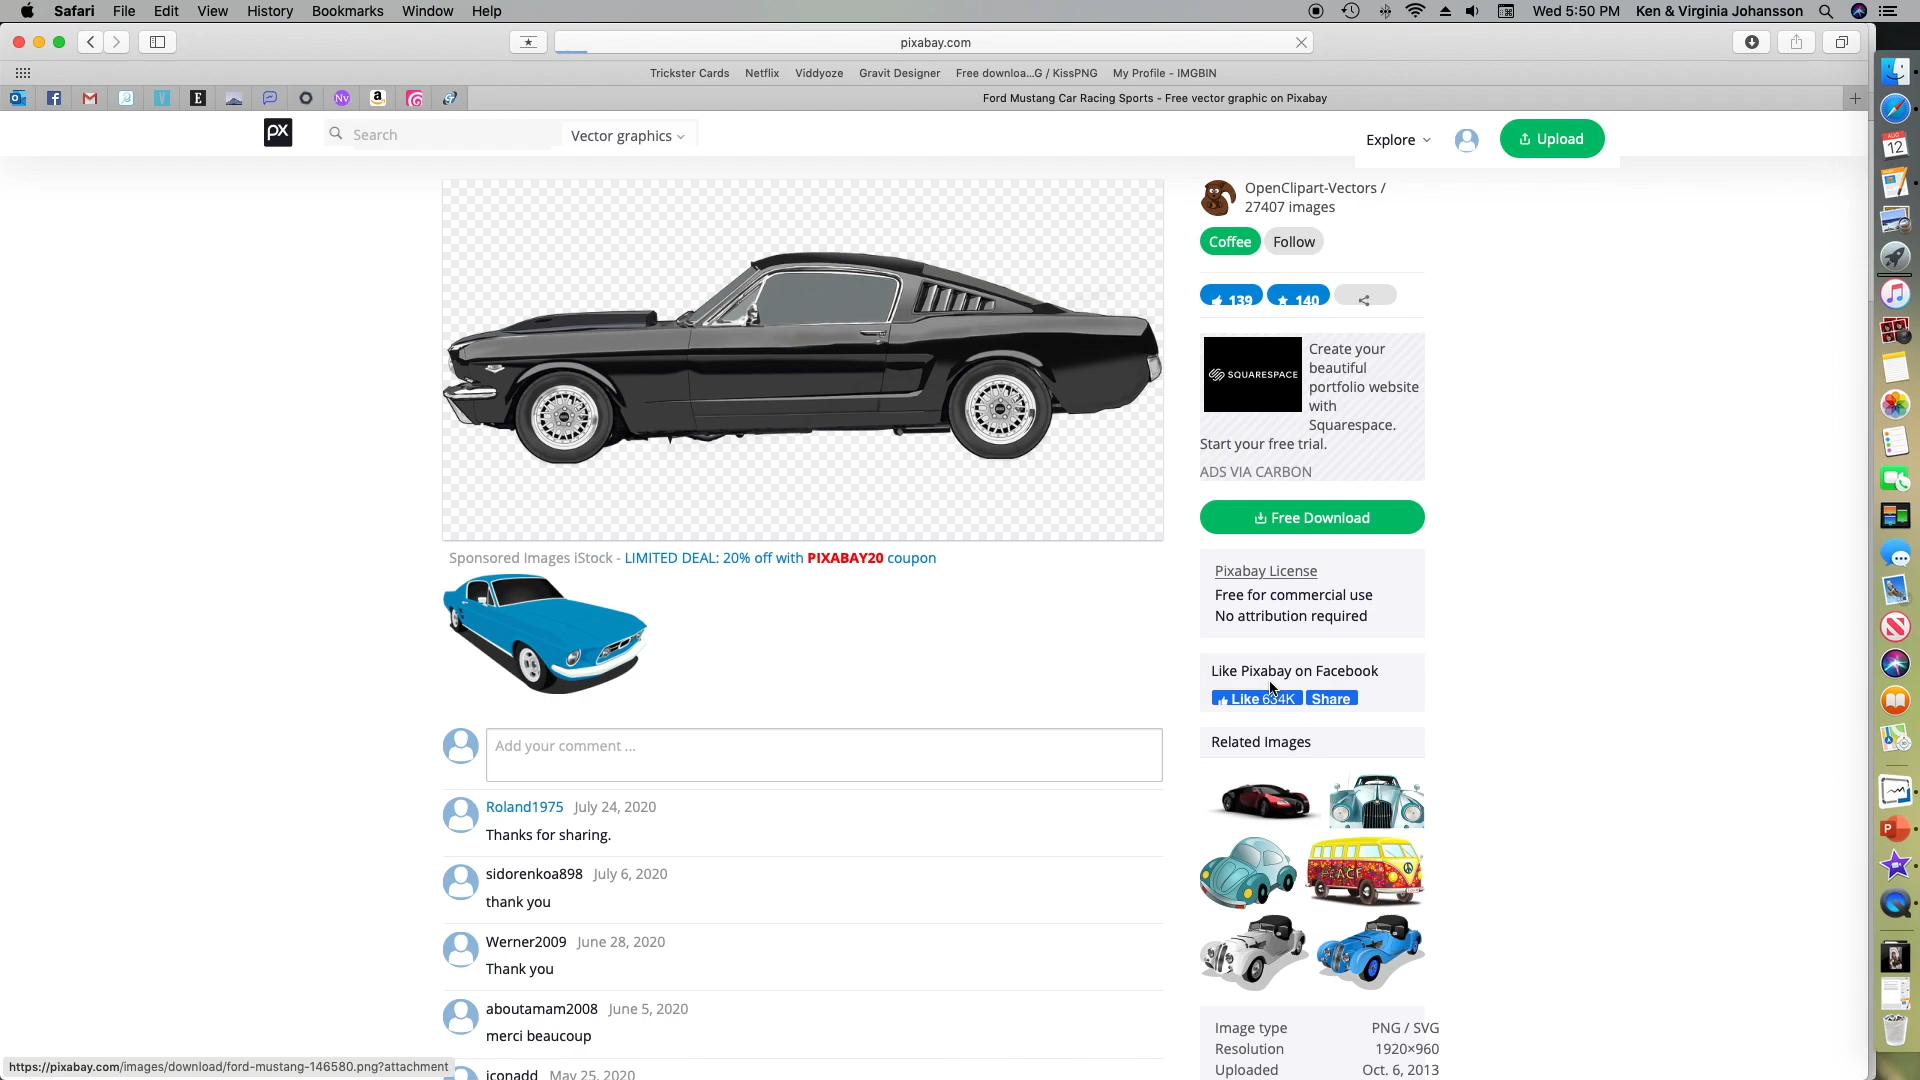 Safari File Edit View History Bookmarks Window Help
Wed 5:50 PM Ken & Virginia Johansson
pixabay.com
Trickster Cards Netflix Viddyoze Gravit Designer Free downloa...G / KissPNG My Profile - IMGBIN
Ford Mustang Car Racing Sports - Free vector graphic on Pixabay
px Search Vector graphics Explore Upload
OpenClipart-Vectors /
27407 images
Coffee Follow
139 140
SQUARESPACE
Create your
beautiful
portfolio website
with
Squarespace.
Start your free trial.
ADS VIA CARBON
Free Download
Sponsored Images iStock - LIMITED DEAL: 20% off with PIXABAY20 coupon
Pixabay License
Free for commercial use
No attribution required
Like Pixabay on Facebook
Like 634K Share
Related Images
PEACE
Add your comment ...
Roland1975 July 24, 2020
Thanks for sharing.
sidorenkoa898 July 6, 2020
thank you
Werner2009 June 28, 2020
Thank you
aboutamam2008 June 5, 2020
merci beaucoup
iconadd May 25, 2020
Image type PNG / SVG
Resolution 1920×960
Uploaded Oct. 6, 2013
https://pixabay.com/images/download/ford-mustang-146580.png?attachment
AUG
12